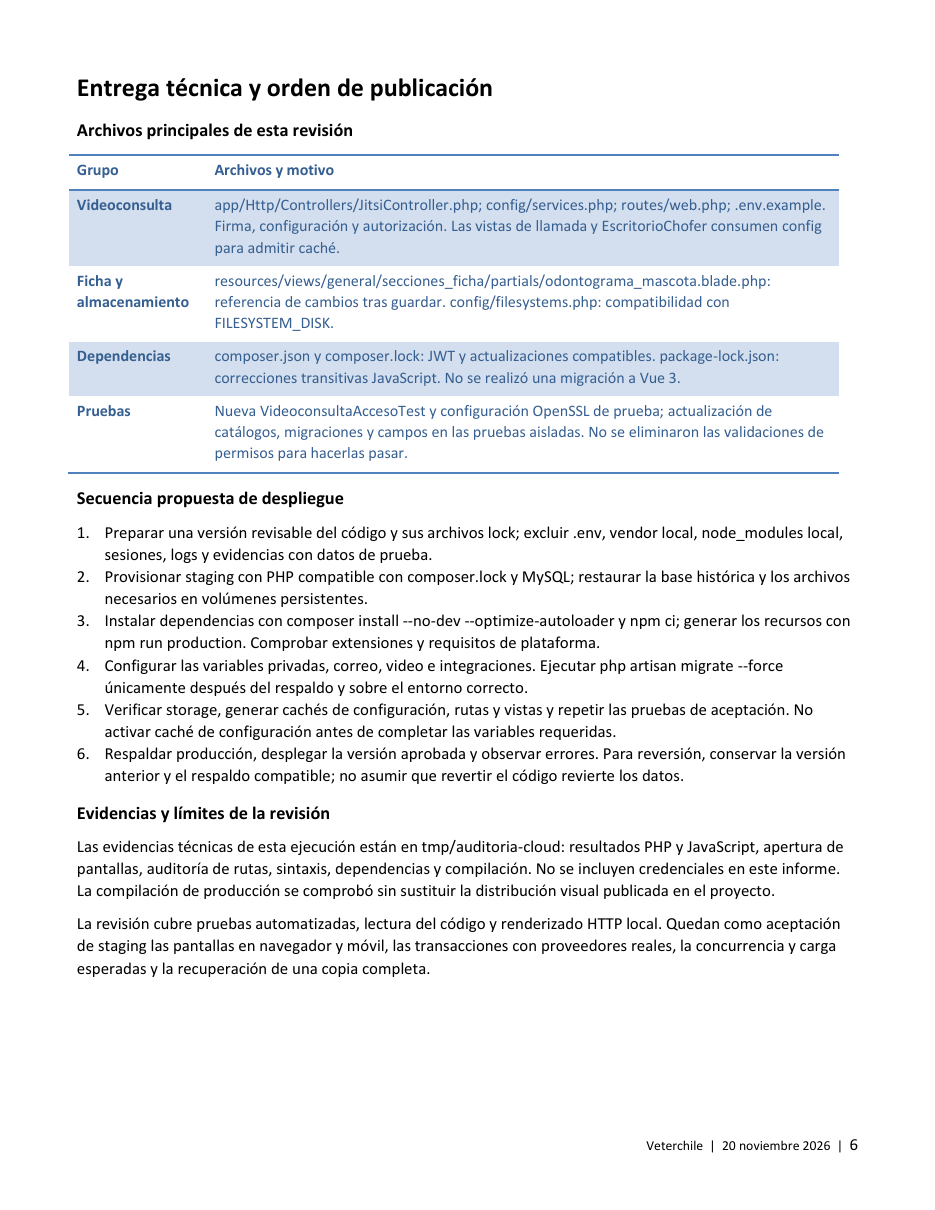 Entrega técnica y orden de publicación
Archivos principales de esta revisión
Grupo Archivos y motivo
Videoconsulta app/Http/Controllers/JitsiController.php; config/services.php; routes/web.php; .env.example.
Firma, configuración y autorización. Las vistas de llamada y EscritorioChofer consumen config
para admitir caché.
Ficha y resources/views/general/secciones_ficha/partials/odontograma_mascota.blade.php:
almacenamiento referencia de cambios tras guardar. config/filesystems.php: compatibilidad con
FILESYSTEM_DISK.
Dependencias composer.json y composer.lock: JWT y actualizaciones compatibles. package-lock.json:
correcciones transitivas JavaScript. No se realizó una migración a Vue 3.
Pruebas Nueva VideoconsultaAccesoTest y configuración OpenSSL de prueba; actualización de
catálogos, migraciones y campos en las pruebas aisladas. No se eliminaron las validaciones de
permisos para hacerlas pasar.
Secuencia propuesta de despliegue
1. Preparar una versión revisable del código y sus archivos lock; excluir .env, vendor local, node_modules local,
sesiones, logs y evidencias con datos de prueba.
2. Provisionar staging con PHP compatible con composer.lock y MySQL; restaurar la base histórica y los archivos
necesarios en volúmenes persistentes.
3. Instalar dependencias con composer install --no-dev --optimize-autoloader y npm ci; generar los recursos con
npm run production. Comprobar extensiones y requisitos de plataforma.
4. Configurar las variables privadas, correo, video e integraciones. Ejecutar php artisan migrate --force
únicamente después del respaldo y sobre el entorno correcto.
5. Verificar storage, generar cachés de configuración, rutas y vistas y repetir las pruebas de aceptación. No
activar caché de configuración antes de completar las variables requeridas.
6. Respaldar producción, desplegar la versión aprobada y observar errores. Para reversión, conservar la versión
anterior y el respaldo compatible; no asumir que revertir el código revierte los datos.
Evidencias y límites de la revisión
Las evidencias técnicas de esta ejecución están en tmp/auditoria-cloud: resultados PHP y JavaScript, apertura de
pantallas, auditoría de rutas, sintaxis, dependencias y compilación. No se incluyen credenciales en este informe.
La compilación de producción se comprobó sin sustituir la distribución visual publicada en el proyecto.
La revisión cubre pruebas automatizadas, lectura del código y renderizado HTTP local. Quedan como aceptación
de staging las pantallas en navegador y móvil, las transacciones con proveedores reales, la concurrencia y carga
esperadas y la recuperación de una copia completa.
Veterchile | 20 noviembre 2026 | 6